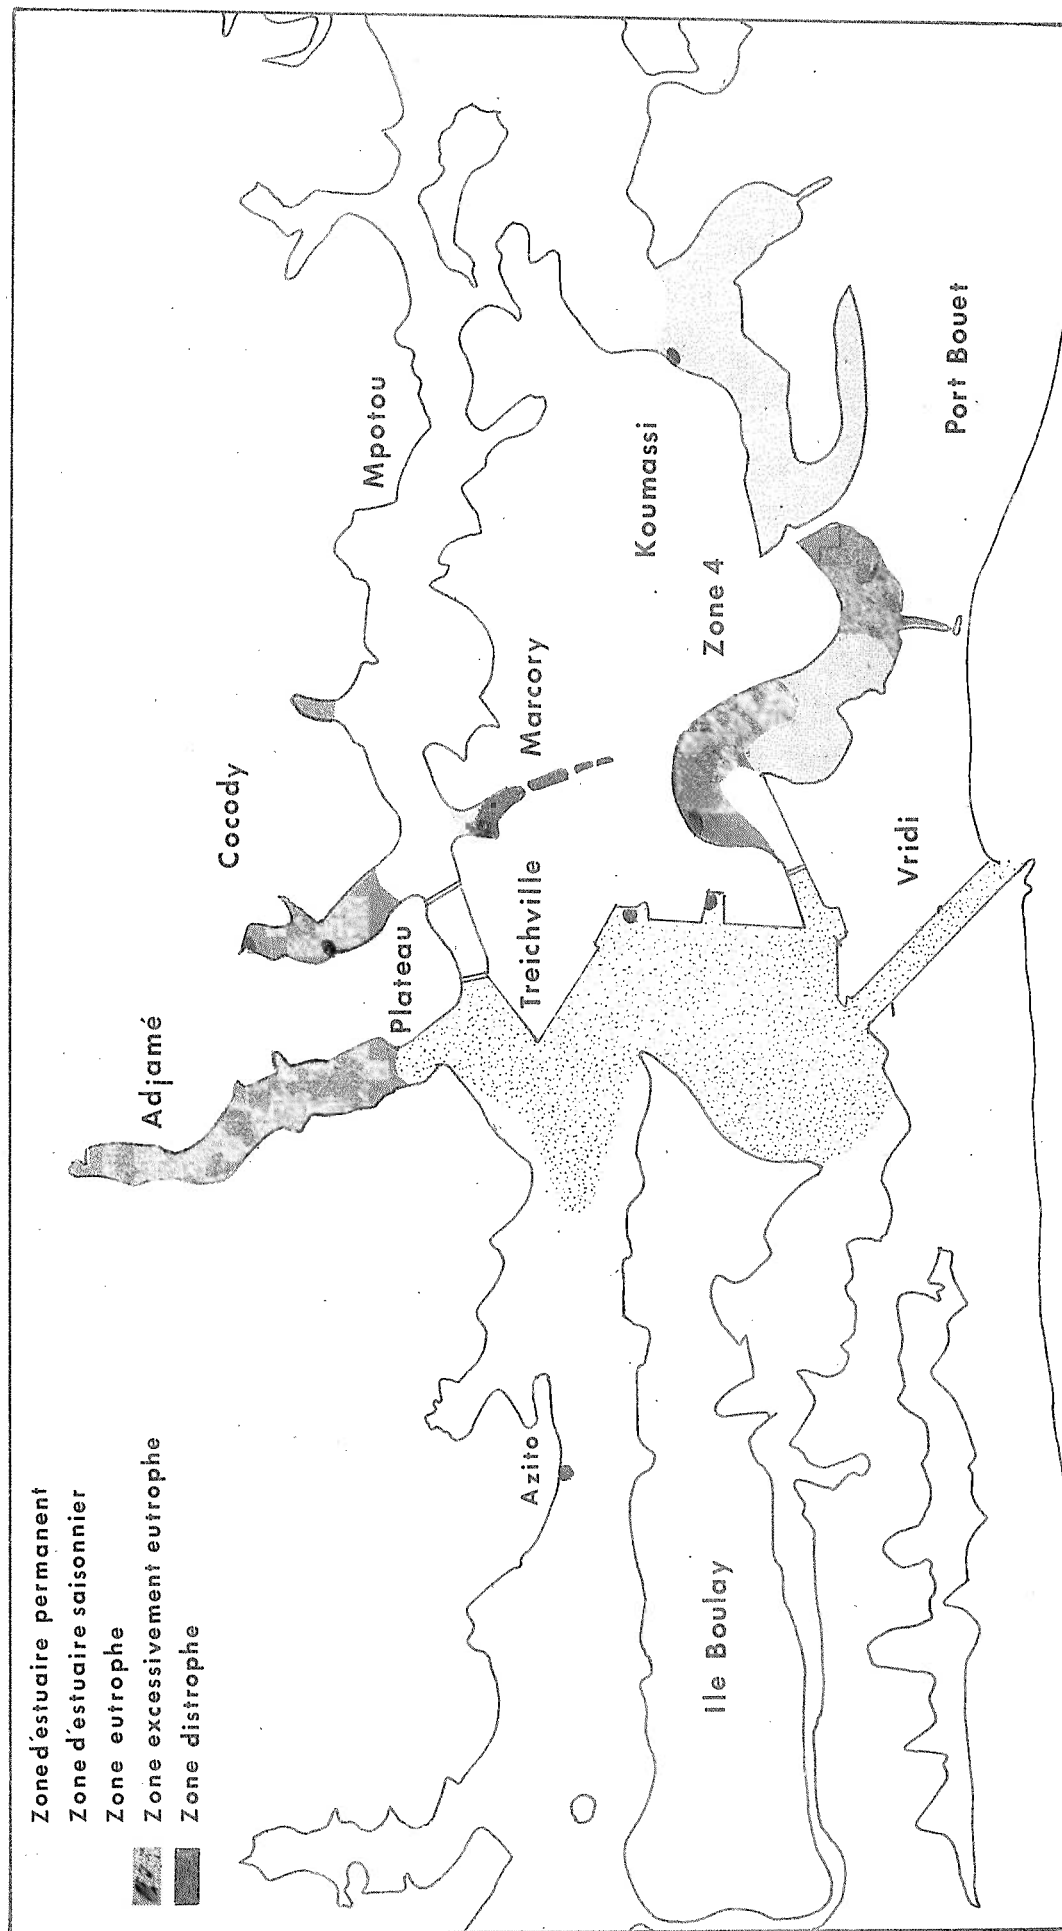 Zone d'estuaire permanent
Zone d'estuaire saisonnier
Zone eutrophe
Zone excessivement eutrophe
Zone distrophe
Adjamé
Cocody
Mpotou
Plateau
Treichville
Marcory
Koumassi
Zone 4
Azito
Ile Boulay
Vridi
Port Bouet